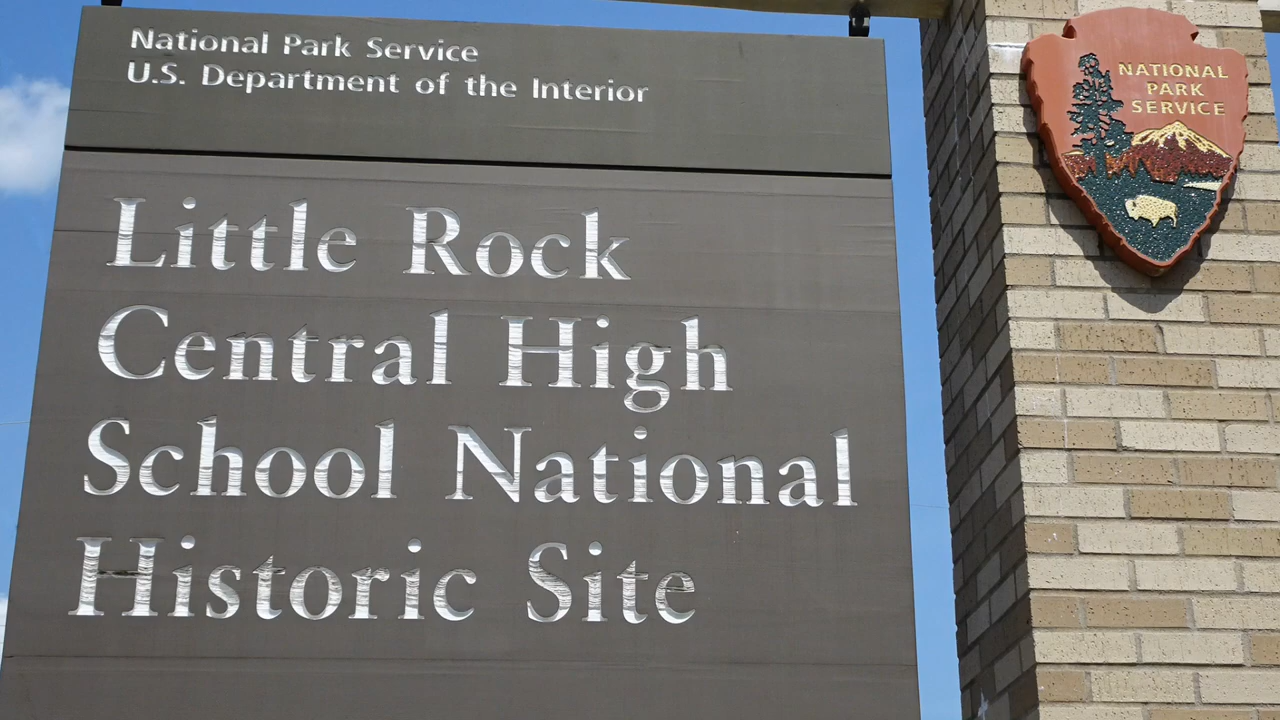 National Park Service
U.S. Department of the Interior
Little Rock
Central High
School National
Historic Site
NATIONAL
PARK
SERVICE